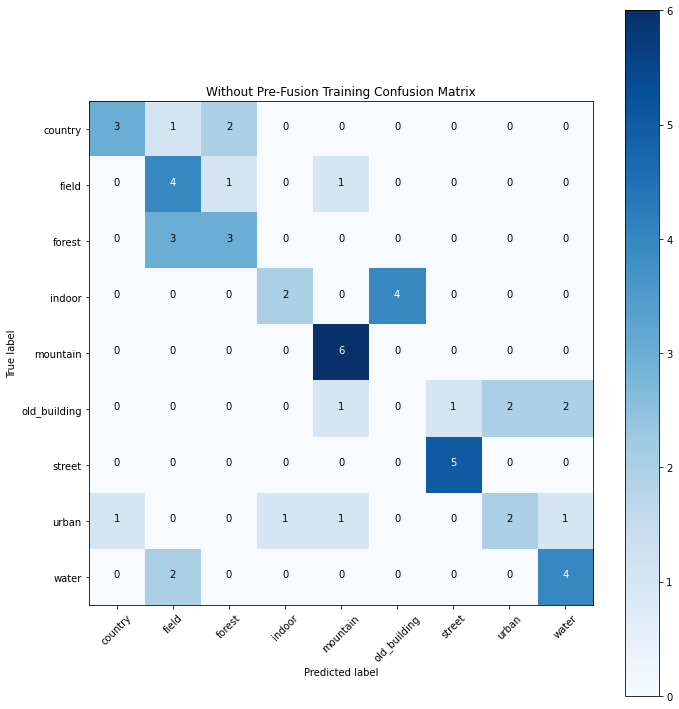 Without Pre-Fusion Training Confusion Matrix
True label
country 3 1 2 0 0 0 0 0 0
field 0 4 1 0 1 0 0 0 0
forest 0 3 3 0 0 0 0 0 0
indoor 0 0 0 2 0 4 0 0 0
mountain 0 0 0 0 6 0 0 0 0
old_building 0 0 0 0 1 0 1 2 2
street 0 0 0 0 0 0 5 0 0
urban 1 0 0 1 1 0 0 2 1
water 0 2 0 0 0 0 0 0 4
country field forest indoor mountain old_building street urban water
Predicted label
6
5
4
3
2
1
0